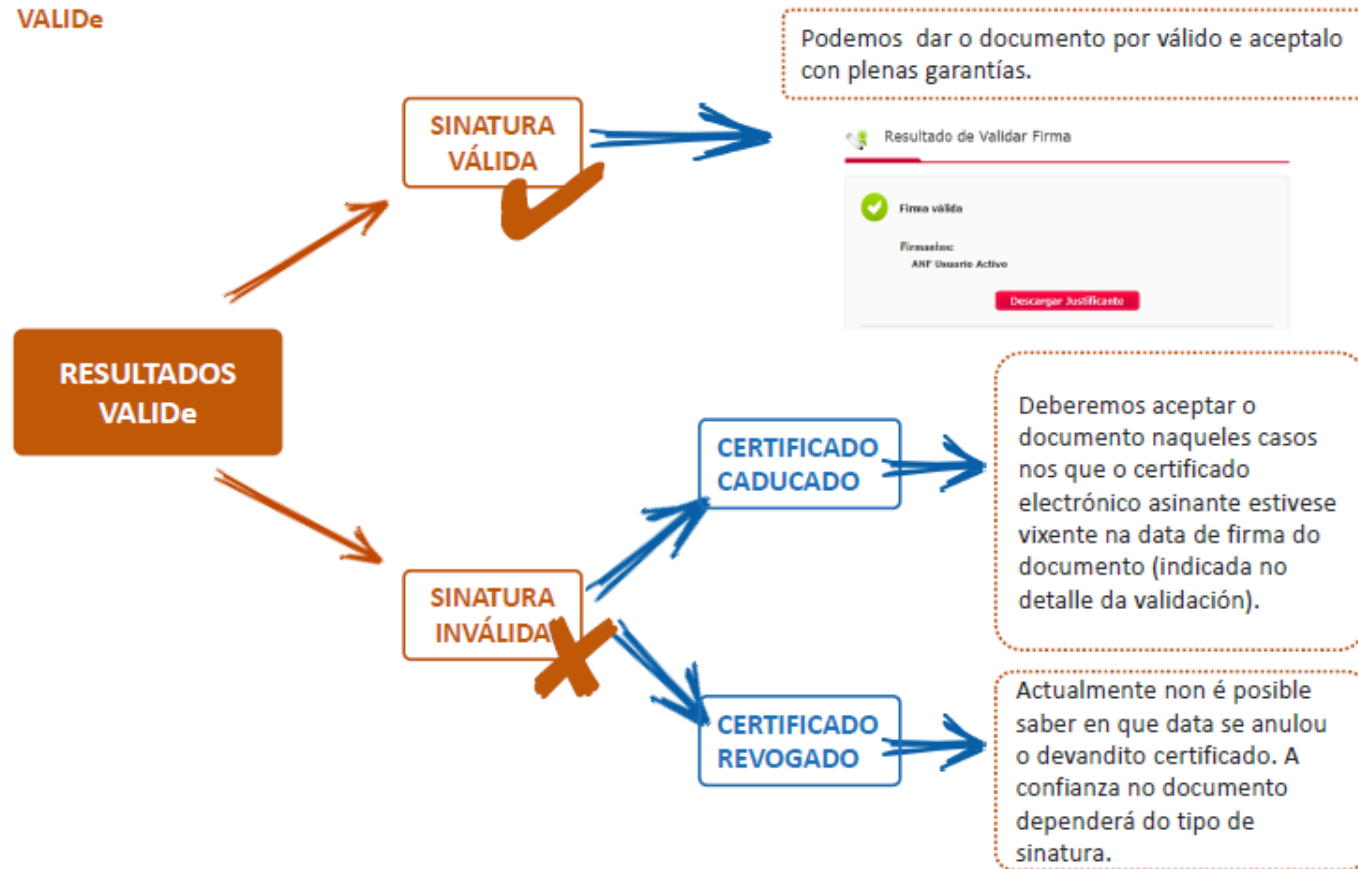 VALIDe
Podemos dar o documento por válido e aceptalo
con plenas garantías.
SINATURA
VÁLIDA
Resultado de Validar Firma
Firma válida
Firmantes:
ANF Usuario Activo
Descargar Justificante
RESULTADOS
VALIDe
CERTIFICADO
CADUCADO
Deberemos aceptar o
documento naqueles casos
nos que o certificado
electrónico asinante estivese
vixente na data de firma do
documento (indicada no
detalle da validación).
SINATURA
INVÁLIDA
CERTIFICADO
REVOGADO
Actualmente non é posible
saber en que data se anulou
o devandito certificado. A
confianza no documento
dependerá do tipo de
sinatura.